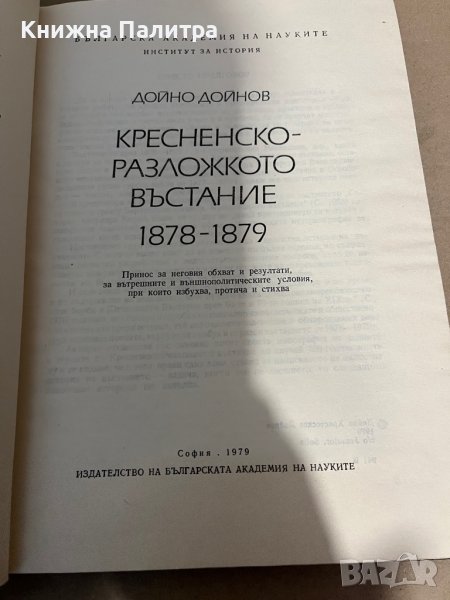 Книжна Палитра
БЪЛГАРСКА АКАДЕМИЯ НА НАУКИТЕ
ИНСТИТУТ ЗА ИСТОРИЯ
ДОЙНО ДОЙНОВ
КРЕСНЕНСКО-
РАЗЛОЖКОТО
ВЪСТАНИЕ
1878-1879
Принос за неговия обхват и резултати,
за вътрешните и външнополитическите условия,
при които избухва, протича и стихва
София . 1979
ИЗДАТЕЛСТВО НА БЪЛГАРСКАТА АКАДЕМИЯ НА НАУКИТЕ
BAZAR